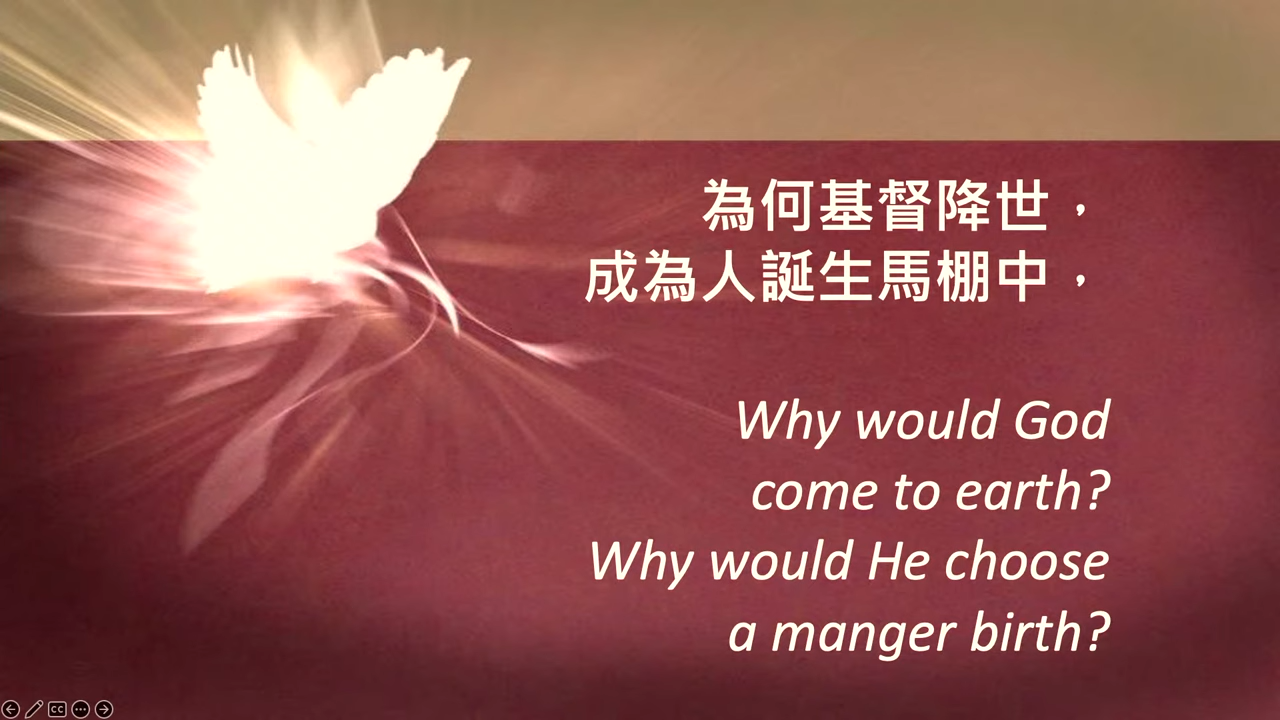 為何基督降世，
成為人誕生馬棚中，
Why would God
come to earth?
Why would He choose
a manger birth?
CC